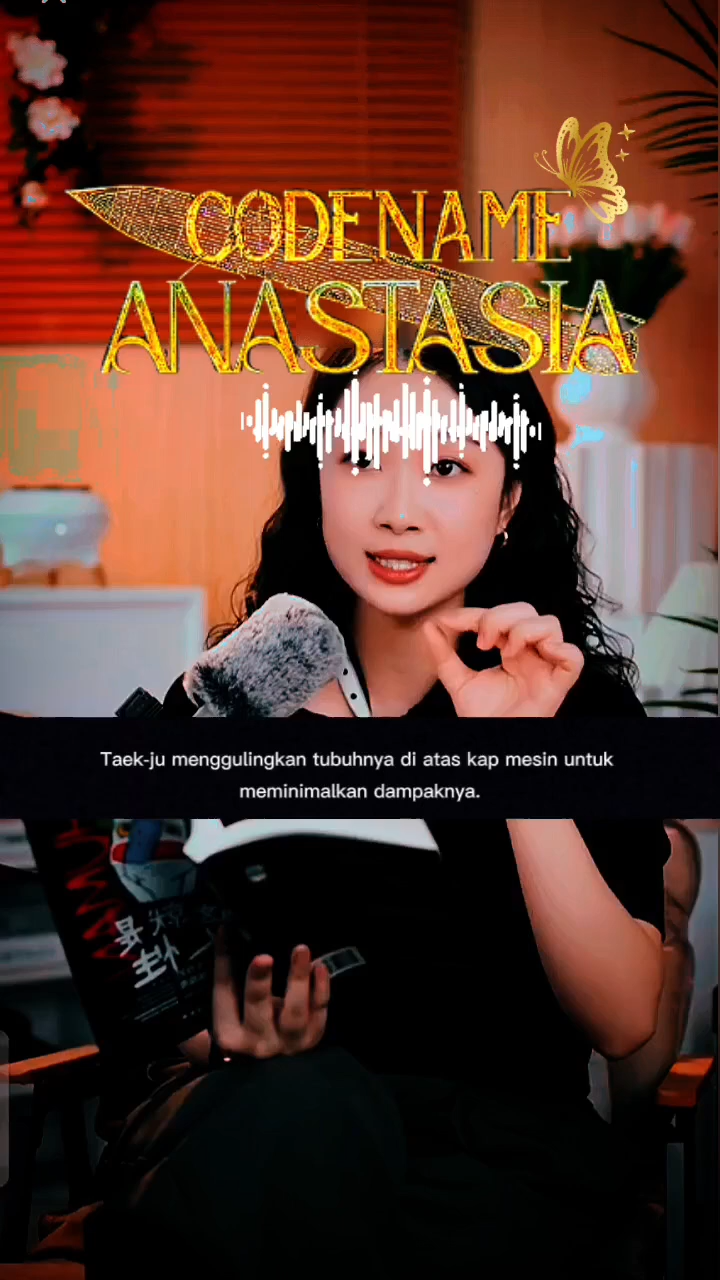 CODENAME
ANASTASIA
Taek-ju menggulingkan tubuhnya di atas kap mesin untuk
meminimalkan dampaknya.